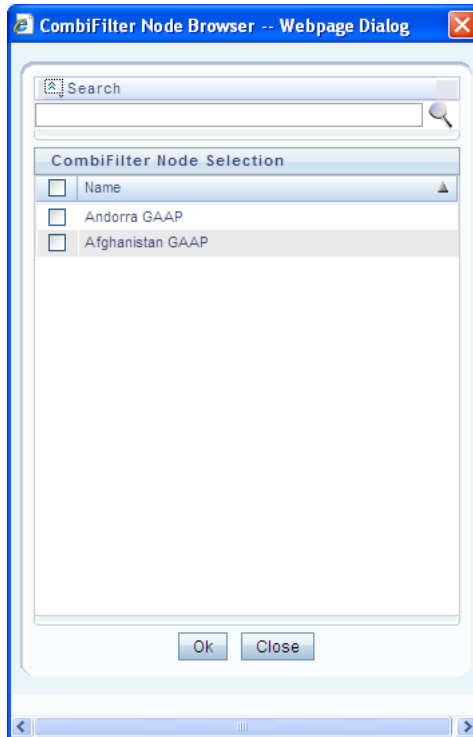 CombiFilter Node Browser -- Webpage Dialog
Search
CombiFilter Node Selection
Name
Andorra GAAP
Afghanistan GAAP
Ok Close